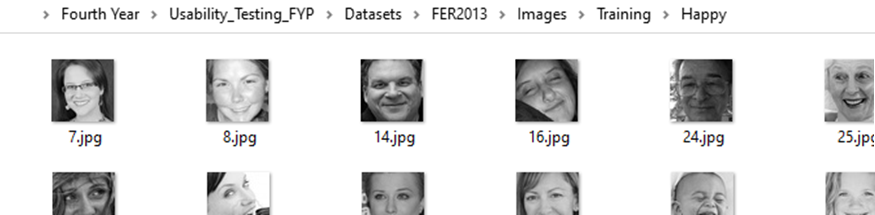 > Fourth Year > Usability_Testing_FYP > Datasets > FER2013 > Images > Training > Happy
7.jpg 8.jpg 14.jpg 16.jpg 24.jpg 25.jpg